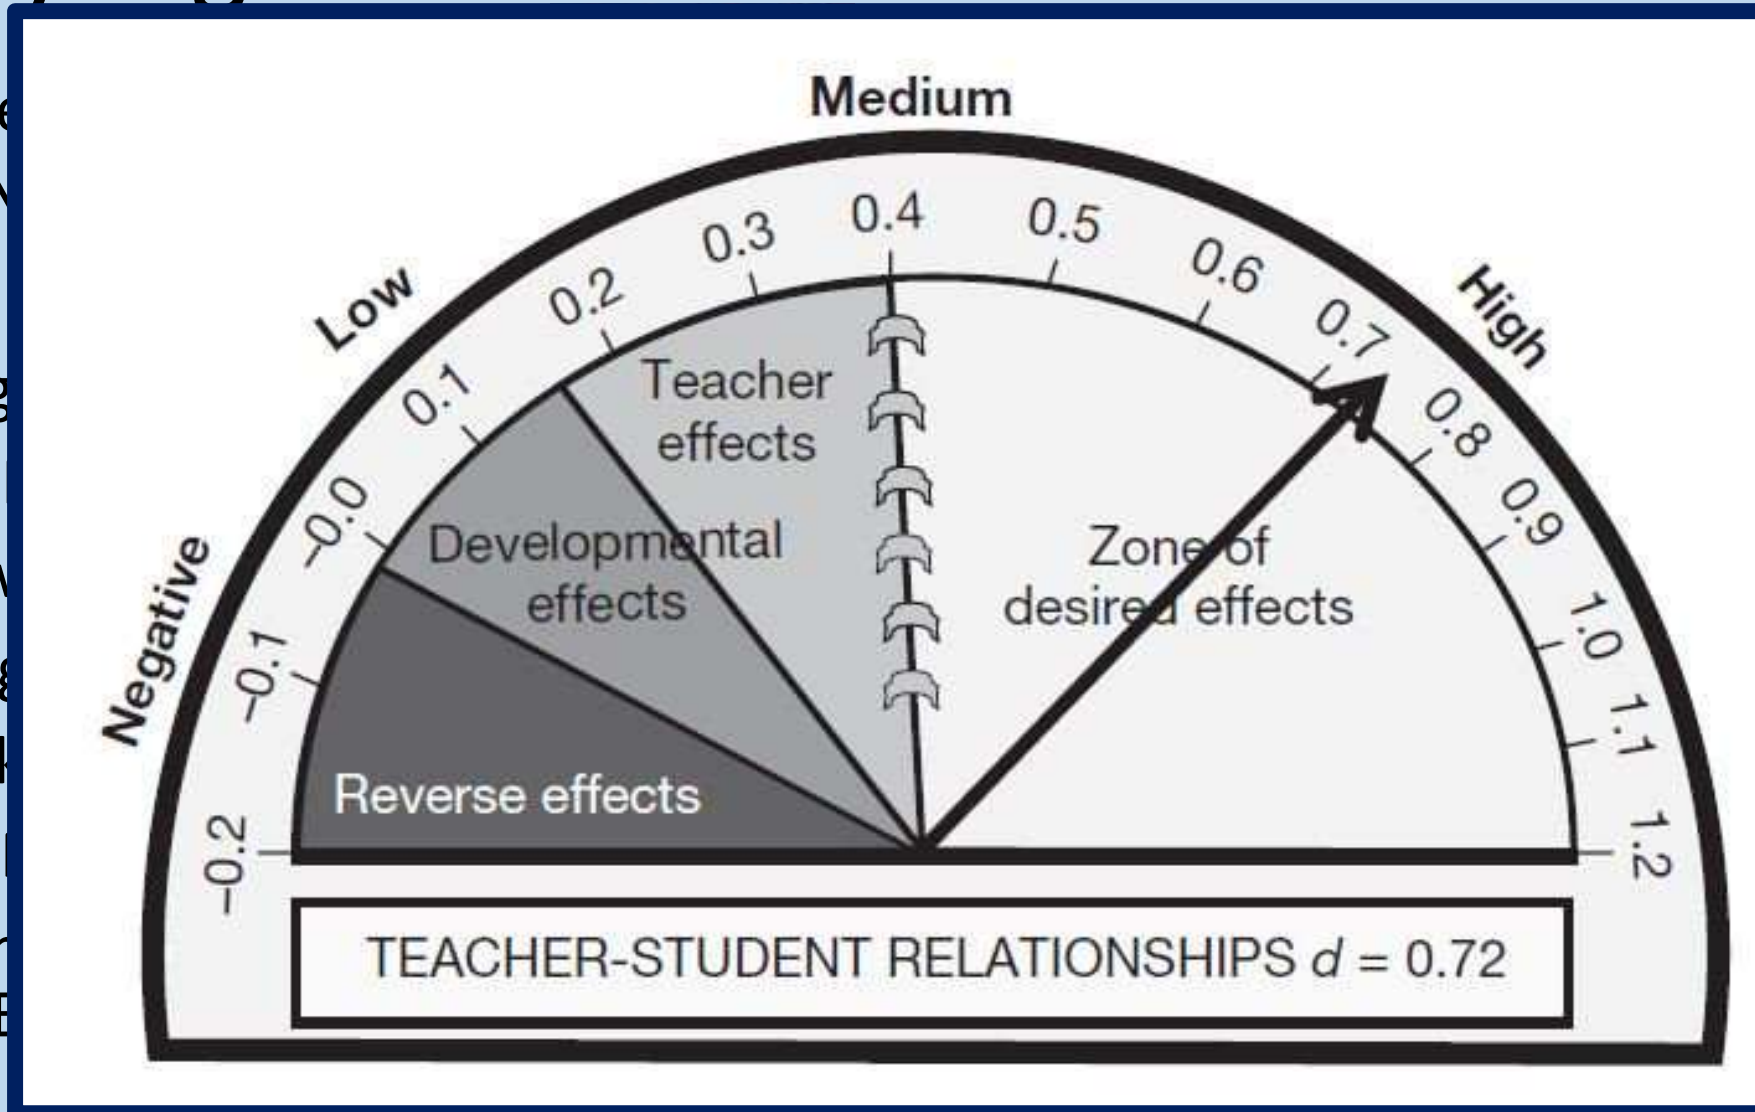 Medium
Low
High
Negative
–0.2
–0.1
–0.0
0.1
0.2
0.3
0.4
0.5
0.6
0.7
0.8
0.9
1.0
1.1
1.2
Teacher
effects
Developmental
effects
Zone of
desired effects
Reverse effects
TEACHER-STUDENT RELATIONSHIPS d = 0.72